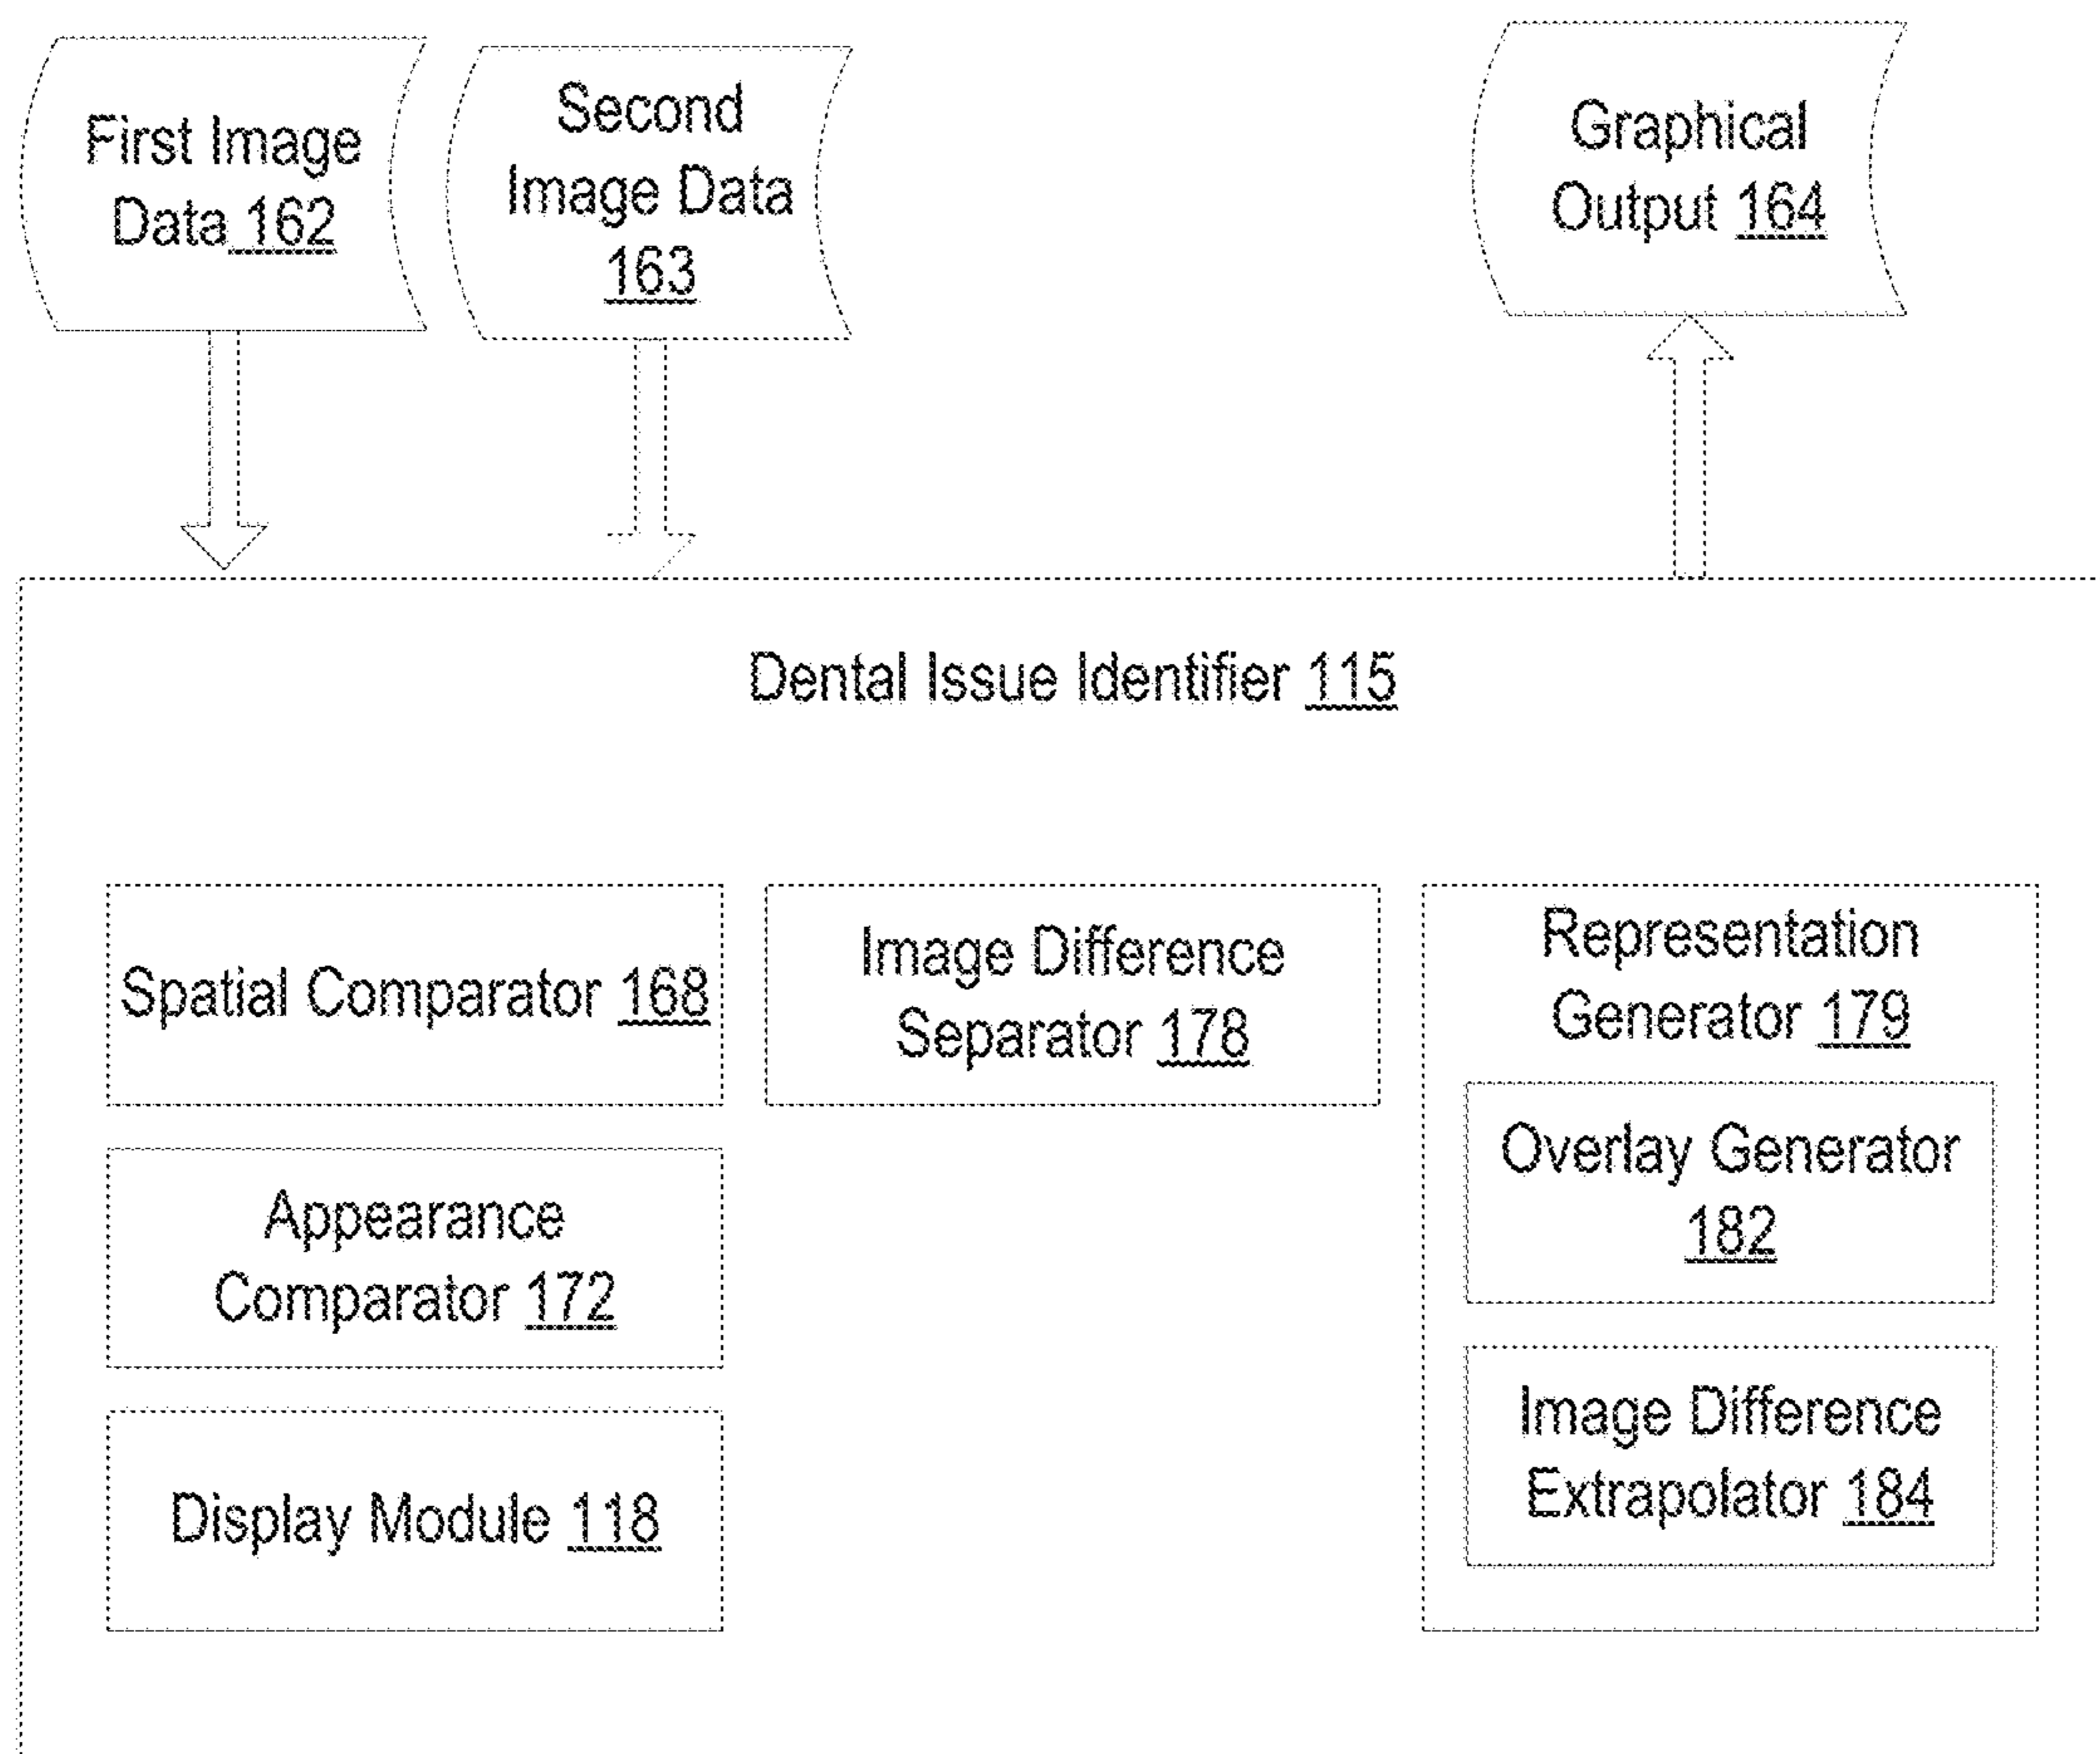 First Image
Data 162
Second
Image Data
163
Graphical
Output 164
Dental Issue Identifier 115
Spatial Comparator 168
Image Difference
Separator 178
Representation
Generator 179
Overlay Generator
182
Appearance
Comparator 172
Image Difference
Extrapolator 184
Display Module 118